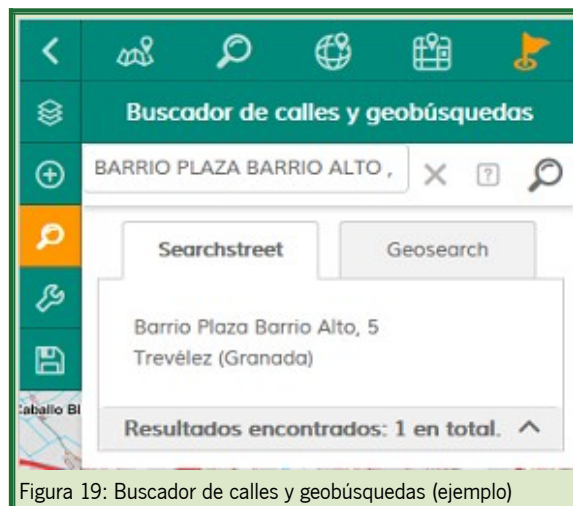 Buscador de calles y geobúsquedas
BARRIO PLAZA BARRIO ALTO ,
?
Searchstreet
Geosearch
Barrio Plaza Barrio Alto, 5
Trevélez (Granada)
Resultados encontrados: 1 en total.
Figura 19: Buscador de calles y geobúsquedas (ejemplo)